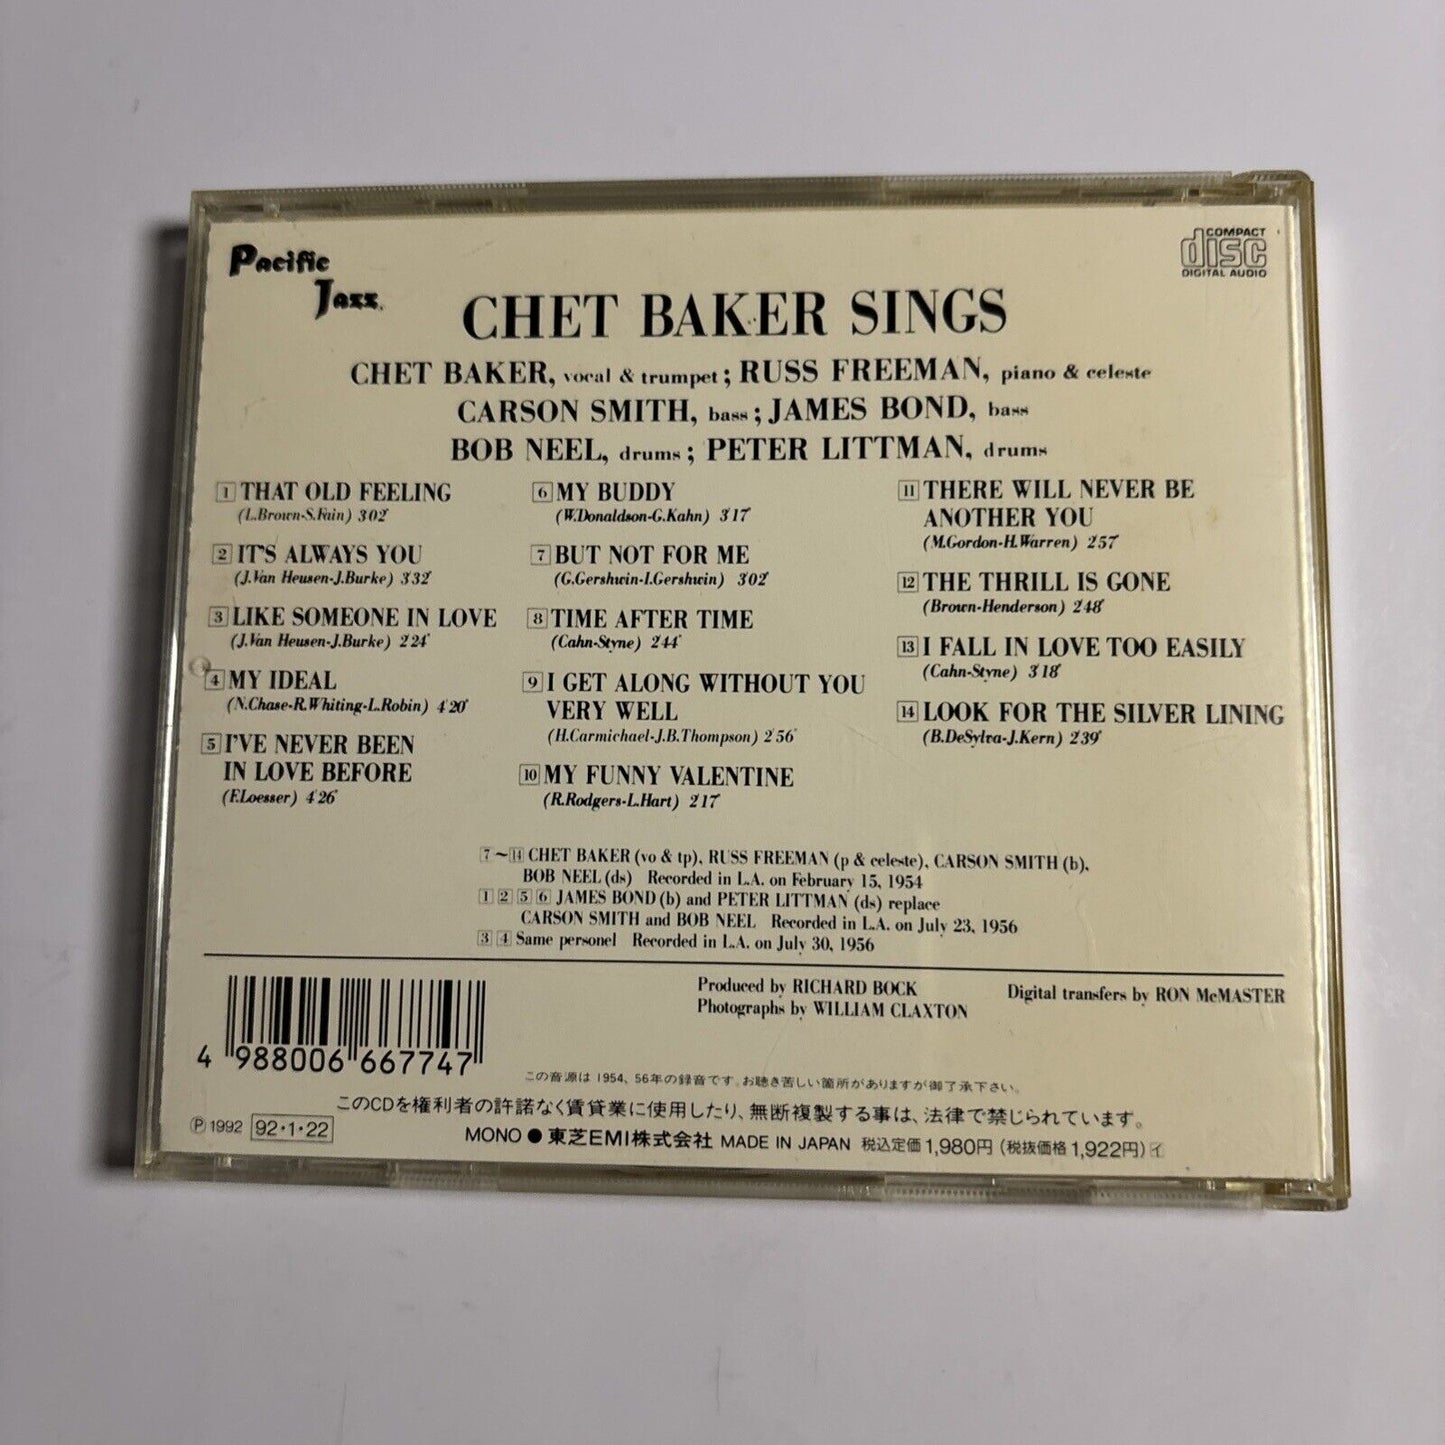 Pacific
Jazz
COMPACT
disc
DIGITAL AUDIO
CHET BAKER SINGS
CHET BAKER, vocal & trumpet; RUSS FREEMAN, piano & celeste
CARSON SMITH, bass; JAMES BOND, bass
BOB NEEL, drums; PETER LITTMAN, drums
1 THAT OLD FEELING
(L.Brown-S.Fain) 3'02"
2 IT'S ALWAYS YOU
(J.Van Heusen-J.Burke) 3'32"
3 LIKE SOMEONE IN LOVE
(J.Van Heusen-J.Burke) 2'24"
4 MY IDEAL
(N.Chase-R.Whiting-L.Robin) 4'20"
5 I'VE NEVER BEEN
IN LOVE BEFORE
(F.Loesser) 4'26"
6 MY BUDDY
(W.Donaldson-G.Kahn) 3'17"
7 BUT NOT FOR ME
(G.Gershwin-I.Gershwin) 3'02"
8 TIME AFTER TIME
(Cahn-Styne) 2'44"
9 I GET ALONG WITHOUT YOU
VERY WELL
(H.Carmichael-J.B.Thompson) 2'56"
10 MY FUNNY VALENTINE
(R.Rodgers-L.Hart) 2'17"
11 THERE WILL NEVER BE
ANOTHER YOU
(M.Gordon-H.Warren) 2'57"
12 THE THRILL IS GONE
(Brown-Henderson) 2'48"
13 I FALL IN LOVE TOO EASILY
(Cahn-Styne) 3'18"
14 LOOK FOR THE SILVER LINING
(B.DeSylva-J.Kern) 2'39"
7~14 CHET BAKER (vo & tp), RUSS FREEMAN (p & celeste), CARSON SMITH (b),
BOB NEEL (ds) Recorded in L.A. on February 15, 1954
1 2 5 6 JAMES BOND (b) and PETER LITTMAN (ds) replace
CARSON SMITH and BOB NEEL Recorded in L.A. on July 23, 1956
3 4 Same personel Recorded in L.A. on July 30, 1956
Produced by RICHARD BOCK
Photographs by WILLIAM CLAXTON
Digital transfers by RON McMASTER
4 988006 667747
この音源は1954、56年の録音です。お聴き苦しい箇所がありますが御了承下さい。
このCDを権利者の許諾なく賃貸業に使用したり、無断複製する事は、法律で禁じられています。
Ⓟ1992 92・1・22
MONO ● 東芝EMI株式会社 MADE IN JAPAN 税込定価1,980円(税抜価格1,922円) イ